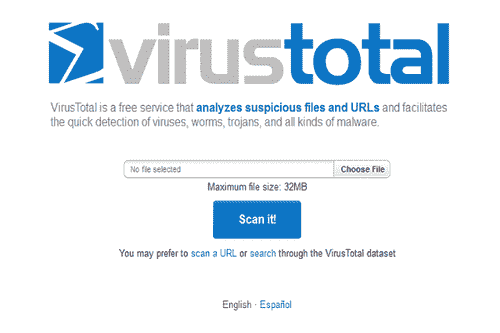 virustotal
VirusTotal is a free service that analyzes suspicious files and URLs and facilitates
the quick detection of viruses, worms, trojans, and all kinds of malware.
No file selected Choose File
Maximum file size: 32MB
Scan it!
You may prefer to scan a URL or search through the VirusTotal dataset
English · Español